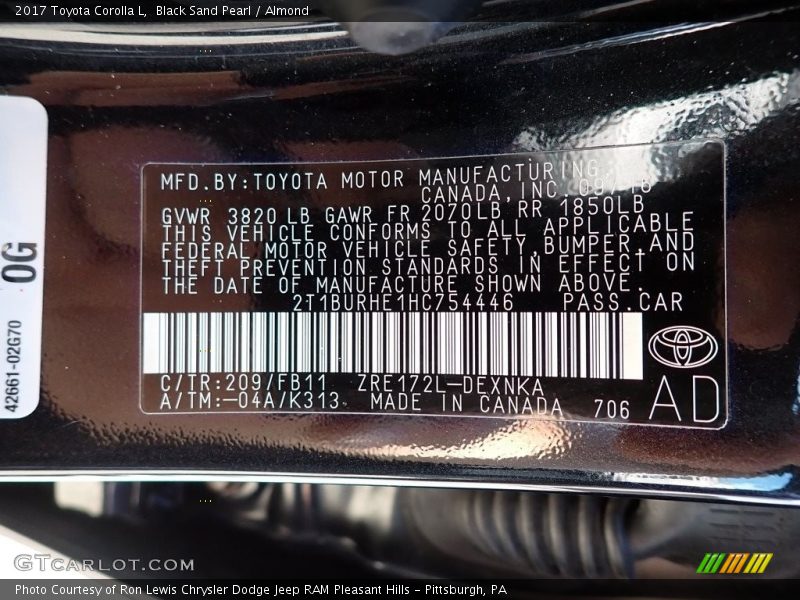 2017 Toyota Corolla L, Black Sand Pearl / Almond
0G
42661-02G70
MFD.BY:TOYOTA MOTOR MANUFACTURING
CANADA, INC.
GVWR 3820 LB GAWR FR 2070LB RR 1850LB
THIS VEHICLE CONFORMS TO ALL APPLICABLE
FEDERAL MOTOR VEHICLE SAFETY,BUMPER,AND
THEFT PREVENTION STANDARDS IN EFFECT ON
THE DATE OF MANUFACTURE SHOWN ABOVE.
2T1BURHE1HC754446 PASS.CAR
C/TR:209/FB11 ZRE172L-DEXNKA
A/TM:-04A/K313 MADE IN CANADA 706 AD
GTCARLOT.COM
Photo Courtesy of Ron Lewis Chrysler Dodge Jeep RAM Pleasant Hills - Pittsburgh, PA